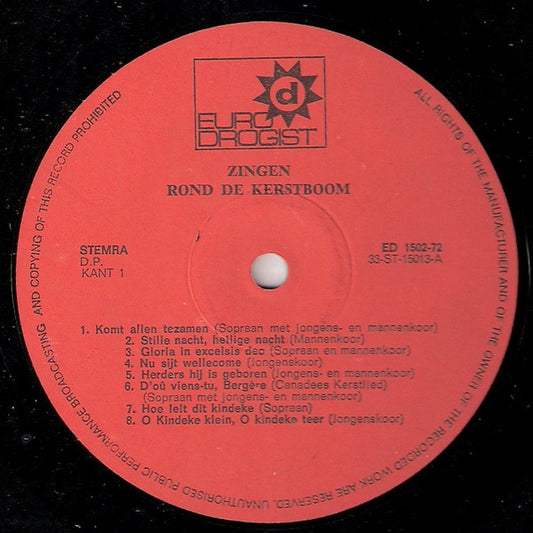 d
EURO
DROGIST
ZINGEN
ROND DE KERSTBOOM
STEMRA
D.P.
KANT 1
ED 1502-72
33-ST-15013-A
1. Komt allen tezamen (Sopraan met jongens- en mannenkoor)
2. Stille nacht, heilige nacht (Mannenkoor)
3. Gloria in excelsis deo (Sopraan en mannenkoor)
4. Nu sijt wellecome (Jongens- en mannenkoor)
5. Herders hij is geboren (Jongens- en mannenkoor)
6. D'où viens-tu, Bergère (Canadees Kerstlied)
(Sopraan met jongens- en mannenkoor)
7. Hoe leit dit kindeke (Sopraan)
8. O Kindeke klein, O kindeke teer (Jongenskoor)
ALL RIGHTS OF THE MANUFACTURER AND OF THE OWNER OF THE RECORDED WORK ARE RESERVED. UNAUTHORISED PUBLIC PERFORMANCE BROADCASTING AND COPYING OF THIS RECORD PROHIBITED